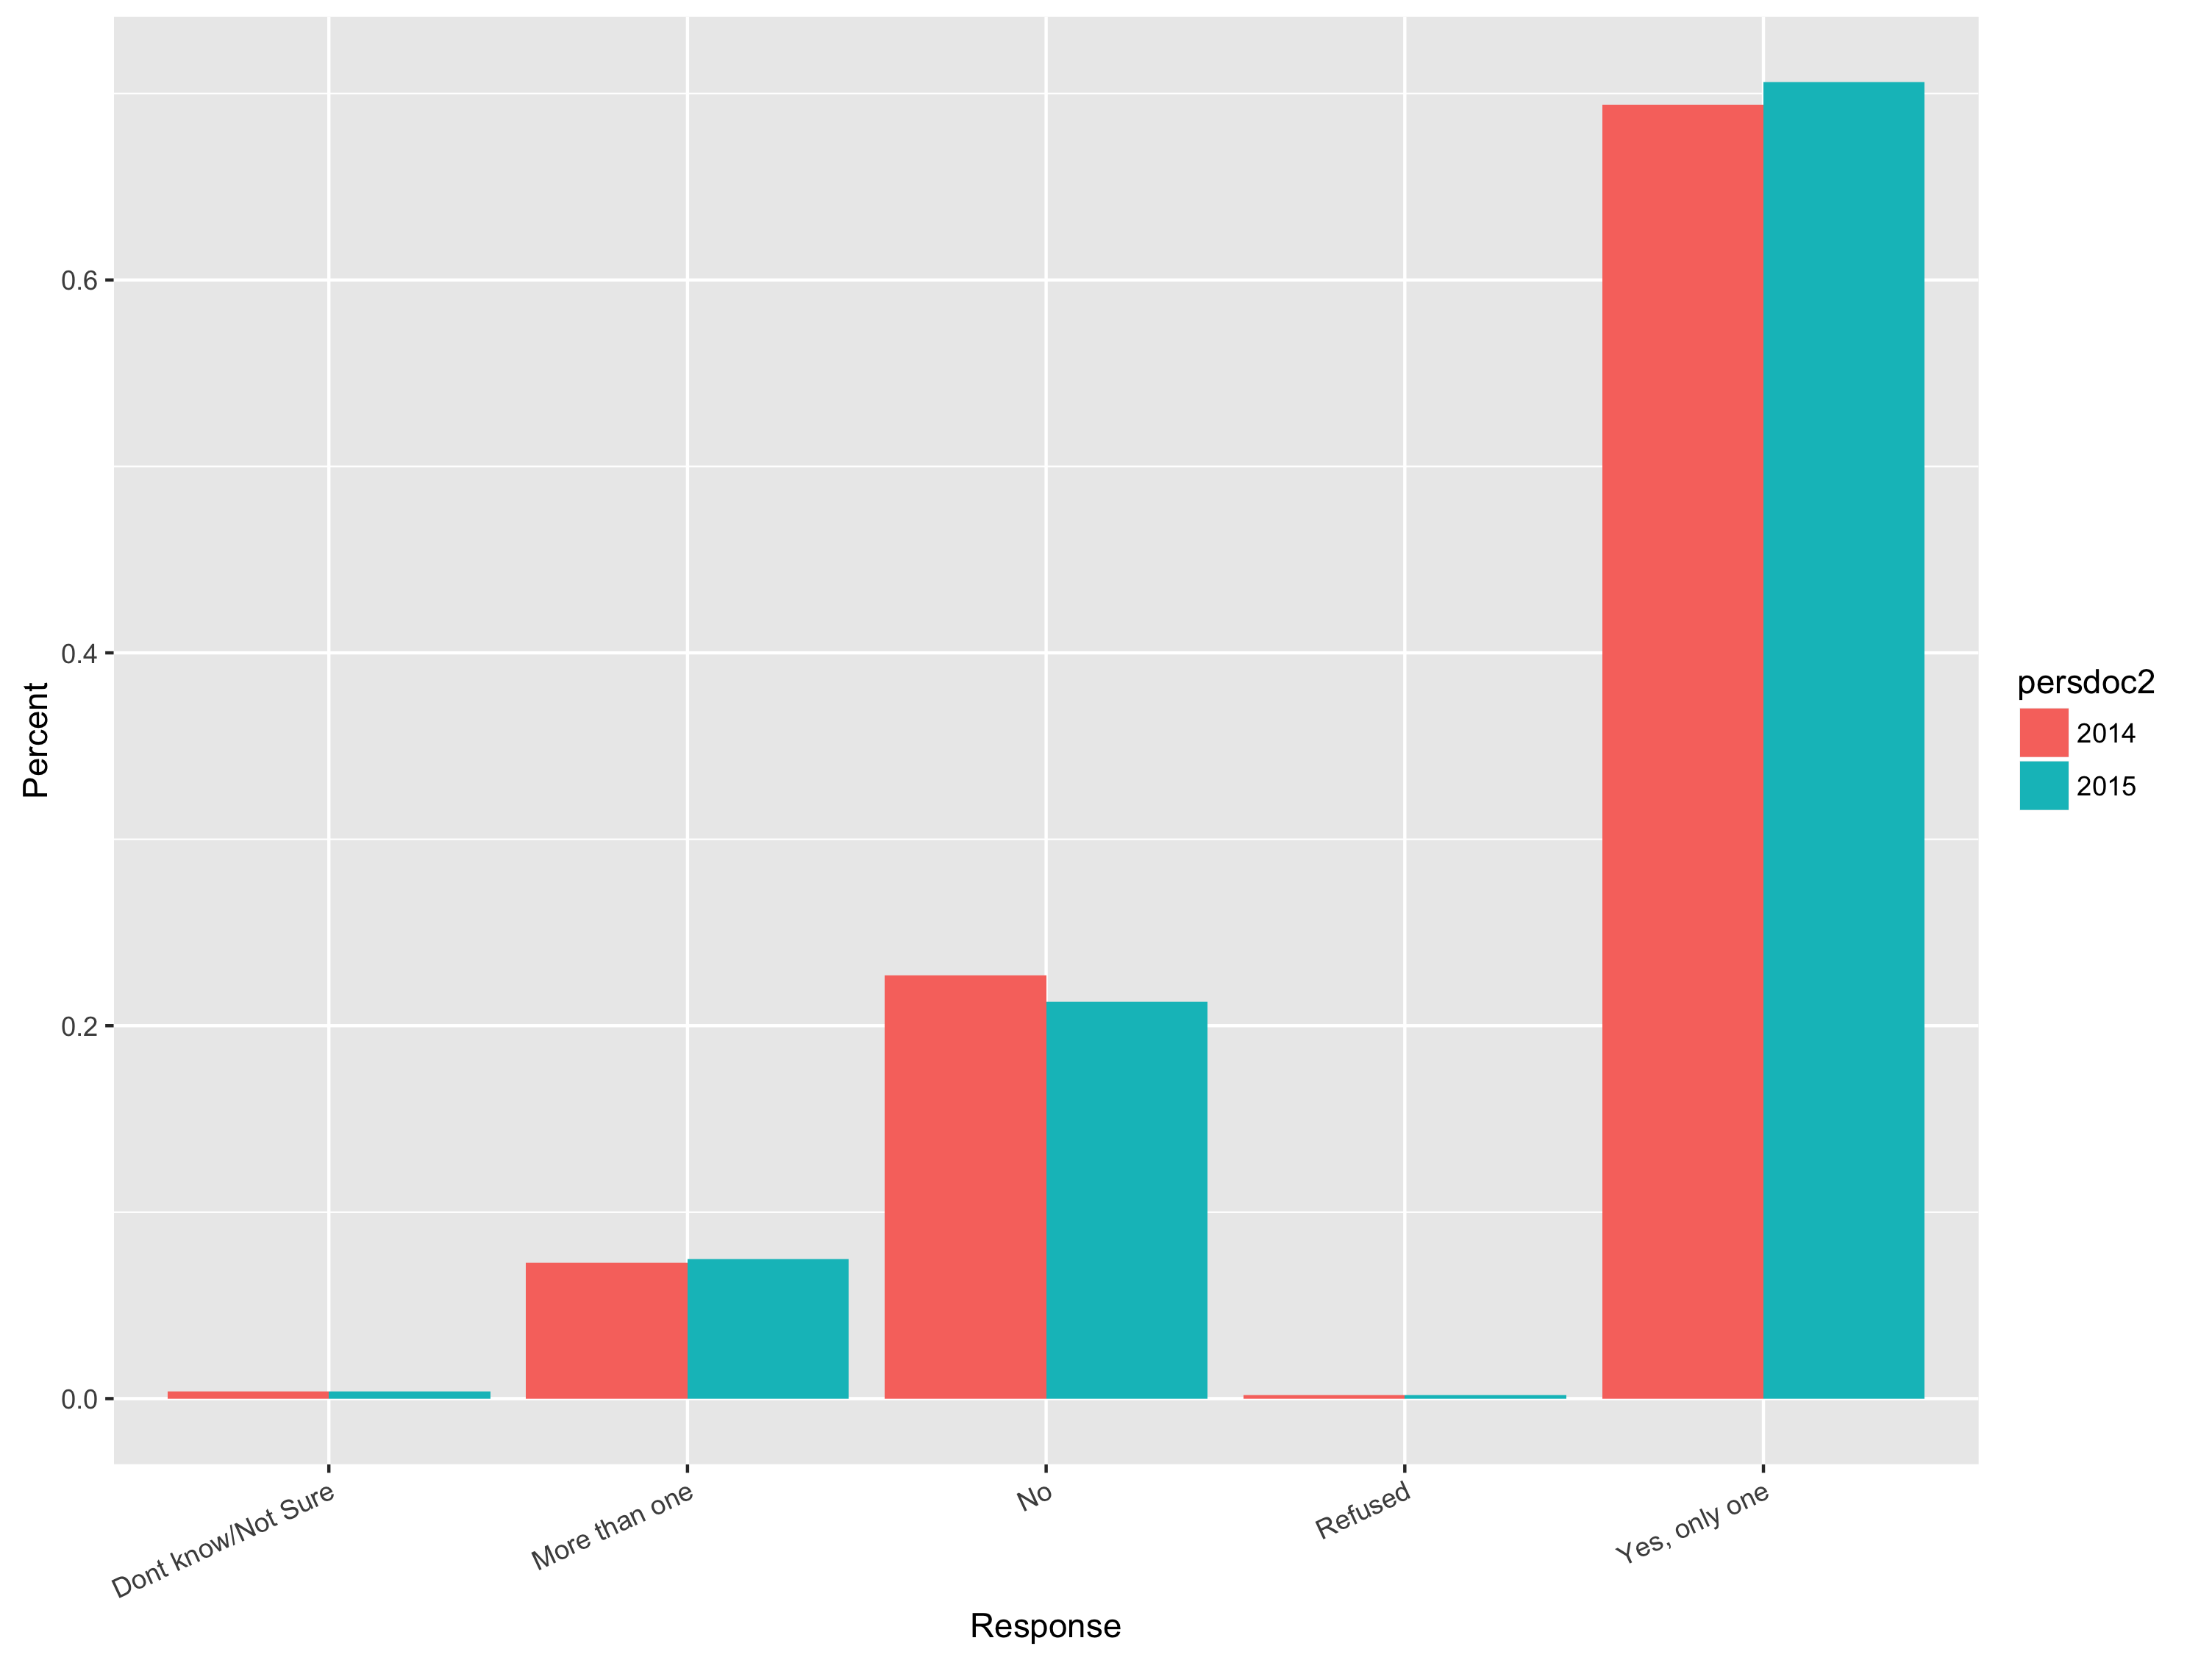 Percent
0.6
0.4
0.2
0.0
Dont know/Not Sure
More than one
No
Refused
Yes, only one
Response
persdoc2
2014
2015